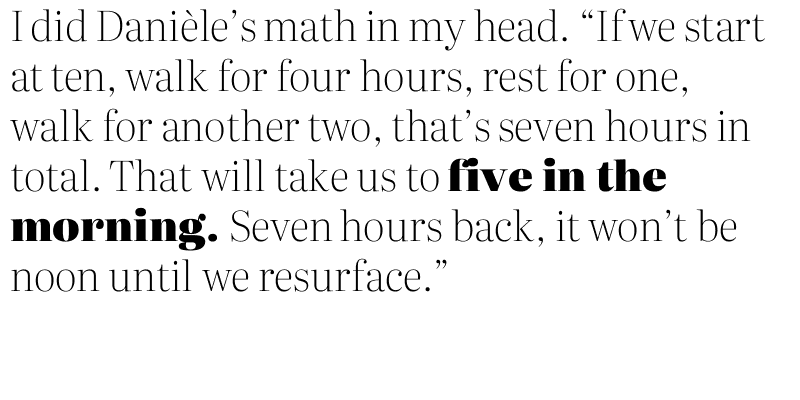 I did Danièle’s math in my head. “If we start
at ten, walk for four hours, rest for one,
walk for another two, that’s seven hours in
total. That will take us to five in the
morning. Seven hours back, it won’t be
noon until we resurface.”